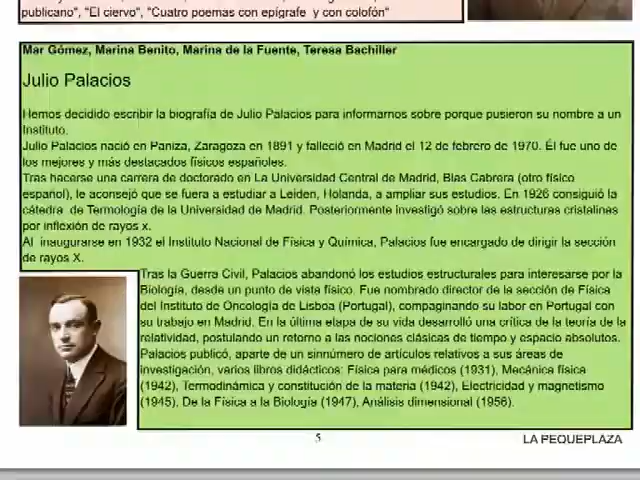 publicano", "El ciervo", "Cuatro poemas con epígrafe y con colofón"
Mar Gómez, Marina Benito, Marina de la Fuente, Teresa Bachiller
Julio Palacios
Hemos decidido escribir la biografía de Julio Palacios para informarnos sobre porque pusieron su nombre a un
Instituto.
Julio Palacios nació en Paniza, Zaragoza en 1891 y falleció en Madrid el 12 de febrero de 1970. Él fue uno de
los mejores y más destacados físicos españoles.
Tras hacerse una carrera de doctorado en La Universidad Central de Madrid, Blas Cabrera (otro físico
español), le aconsejó que se fuera a estudiar a Leiden, Holanda, a ampliar sus estudios. En 1926 consiguió la
cátedra de Termología de la Universidad de Madrid. Posteriormente investigó sobre las estructuras cristalinas
por inflexión de rayos x.
Al inaugurarse en 1932 el Instituto Nacional de Física y Química, Palacios fue encargado de dirigir la sección
de rayos X.
Tras la Guerra Civil, Palacios abandonó los estudios estructurales para interesarse por la
Biología, desde un punto de vista físico. Fue nombrado director de la sección de Física
del Instituto de Oncología de Lisboa (Portugal), compaginando su labor en Portugal con
su trabajo en Madrid. En la última etapa de su vida desarrolló una crítica de la teoría de la
relatividad, postulando un retorno a las nociones clásicas de tiempo y espacio absolutos.
Palacios publicó, aparte de un sinnúmero de artículos relativos a sus áreas de
investigación, varios libros didácticos: Física para médicos (1931), Mecánica física
(1942), Termodinámica y constitución de la materia (1942), Electricidad y magnetismo
(1945), De la Física a la Biología (1947), Análisis dimensional (1956).
5
LA PEQUEPLAZA